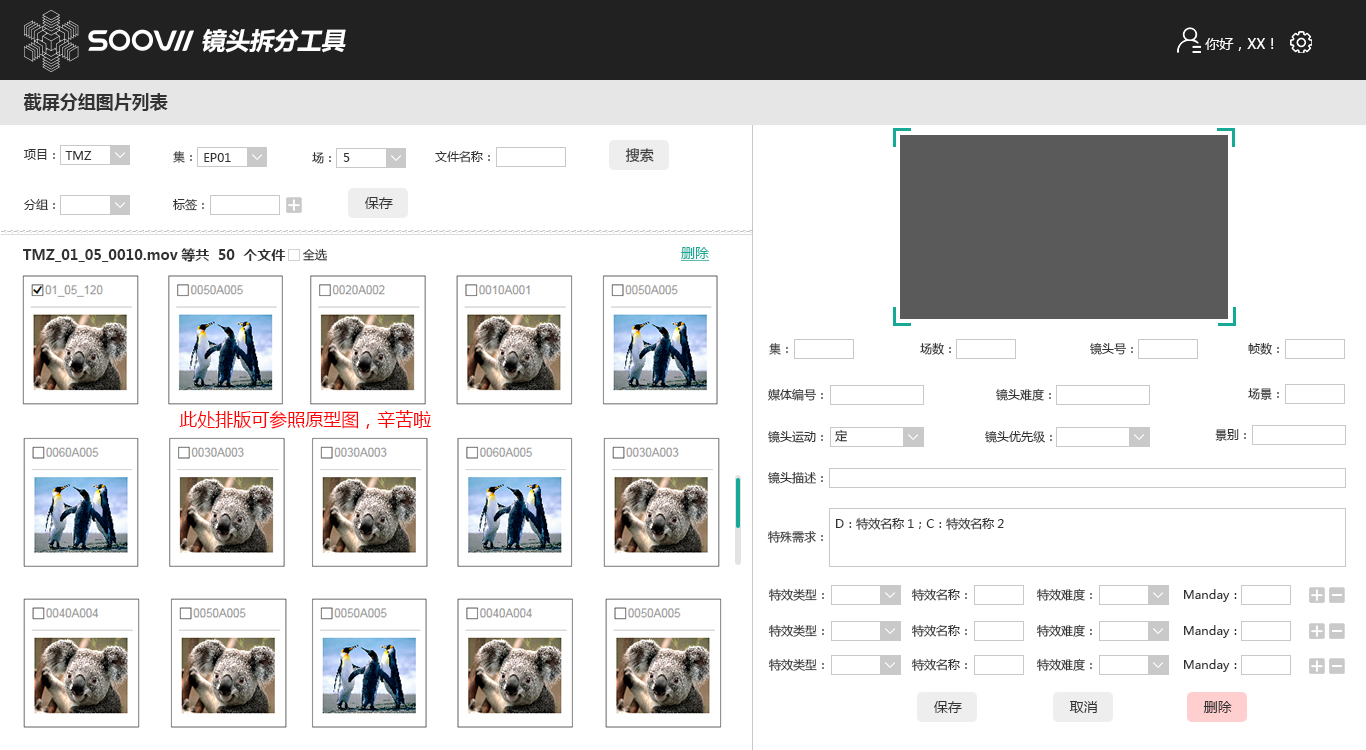 SOOVII 镜头拆分工具
你好，XX！
截屏分组图片列表
项目： TMZ 集： EP01 场： 5 文件名称： 搜索
分组： 标签： 保存
TMZ_01_05_0010.mov 等共 50 个文件 全选 删除
01_05_120 0050A005 0020A002 0010A001 0050A005
此处排版可参照原型图，辛苦啦
0060A005 0030A003 0030A003 0060A005 0030A003
0040A004 0050A005 0050A005 0040A004 0050A005
集： 场数： 镜头号： 帧数：
媒体编号： 镜头难度： 场景：
镜头运动： 定 镜头优先级： 景别：
镜头描述：
特殊需求： D：特效名称 1；C：特效名称 2
特效类型： 特效名称： 特效难度： Manday：
特效类型： 特效名称： 特效难度： Manday：
特效类型： 特效名称： 特效难度： Manday：
保存 取消 删除